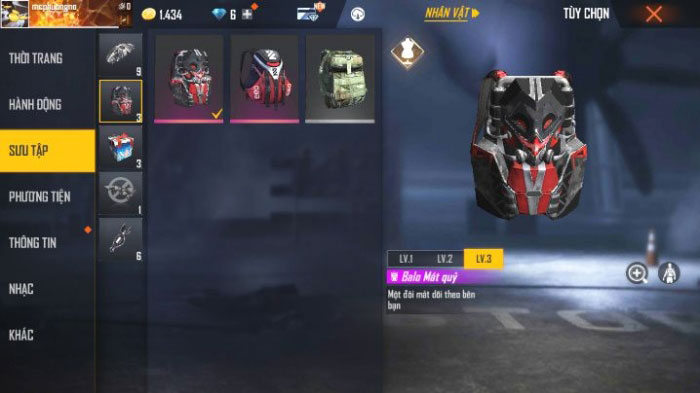 1.434
6
NHÂN VẬT
TÙY CHỌN
THỜI TRANG
9
HÀNH ĐỘNG
3
SƯU TẬP
3
PHƯƠNG TIỆN
1
THÔNG TIN
6
NHẠC
KHÁC
LV.1 LV.2 LV.3
Balo Mắt quỷ
Một đôi mắt dõi theo bên
bạn